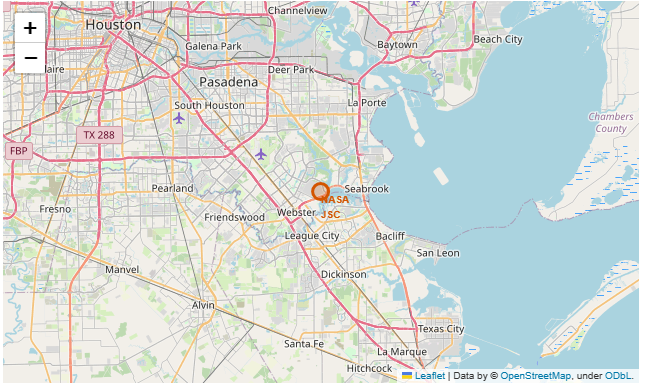 Channelview
+
Houston
Beach City
Galena Park
Baytown
−
laire
Deer Park
Pasadena
La Porte
South Houston
Chambers
County
TX 288
FBP
Pearland
Seabrook
NASA
JSC
Fresno
Webster
Friendswood
League City
Bacliff
San Leon
Manvel
Dickinson
Alvin
Texas City
Santa Fe
La Marque
Hitchcock
Leaflet | Data by © OpenStreetMap, under ODbL.